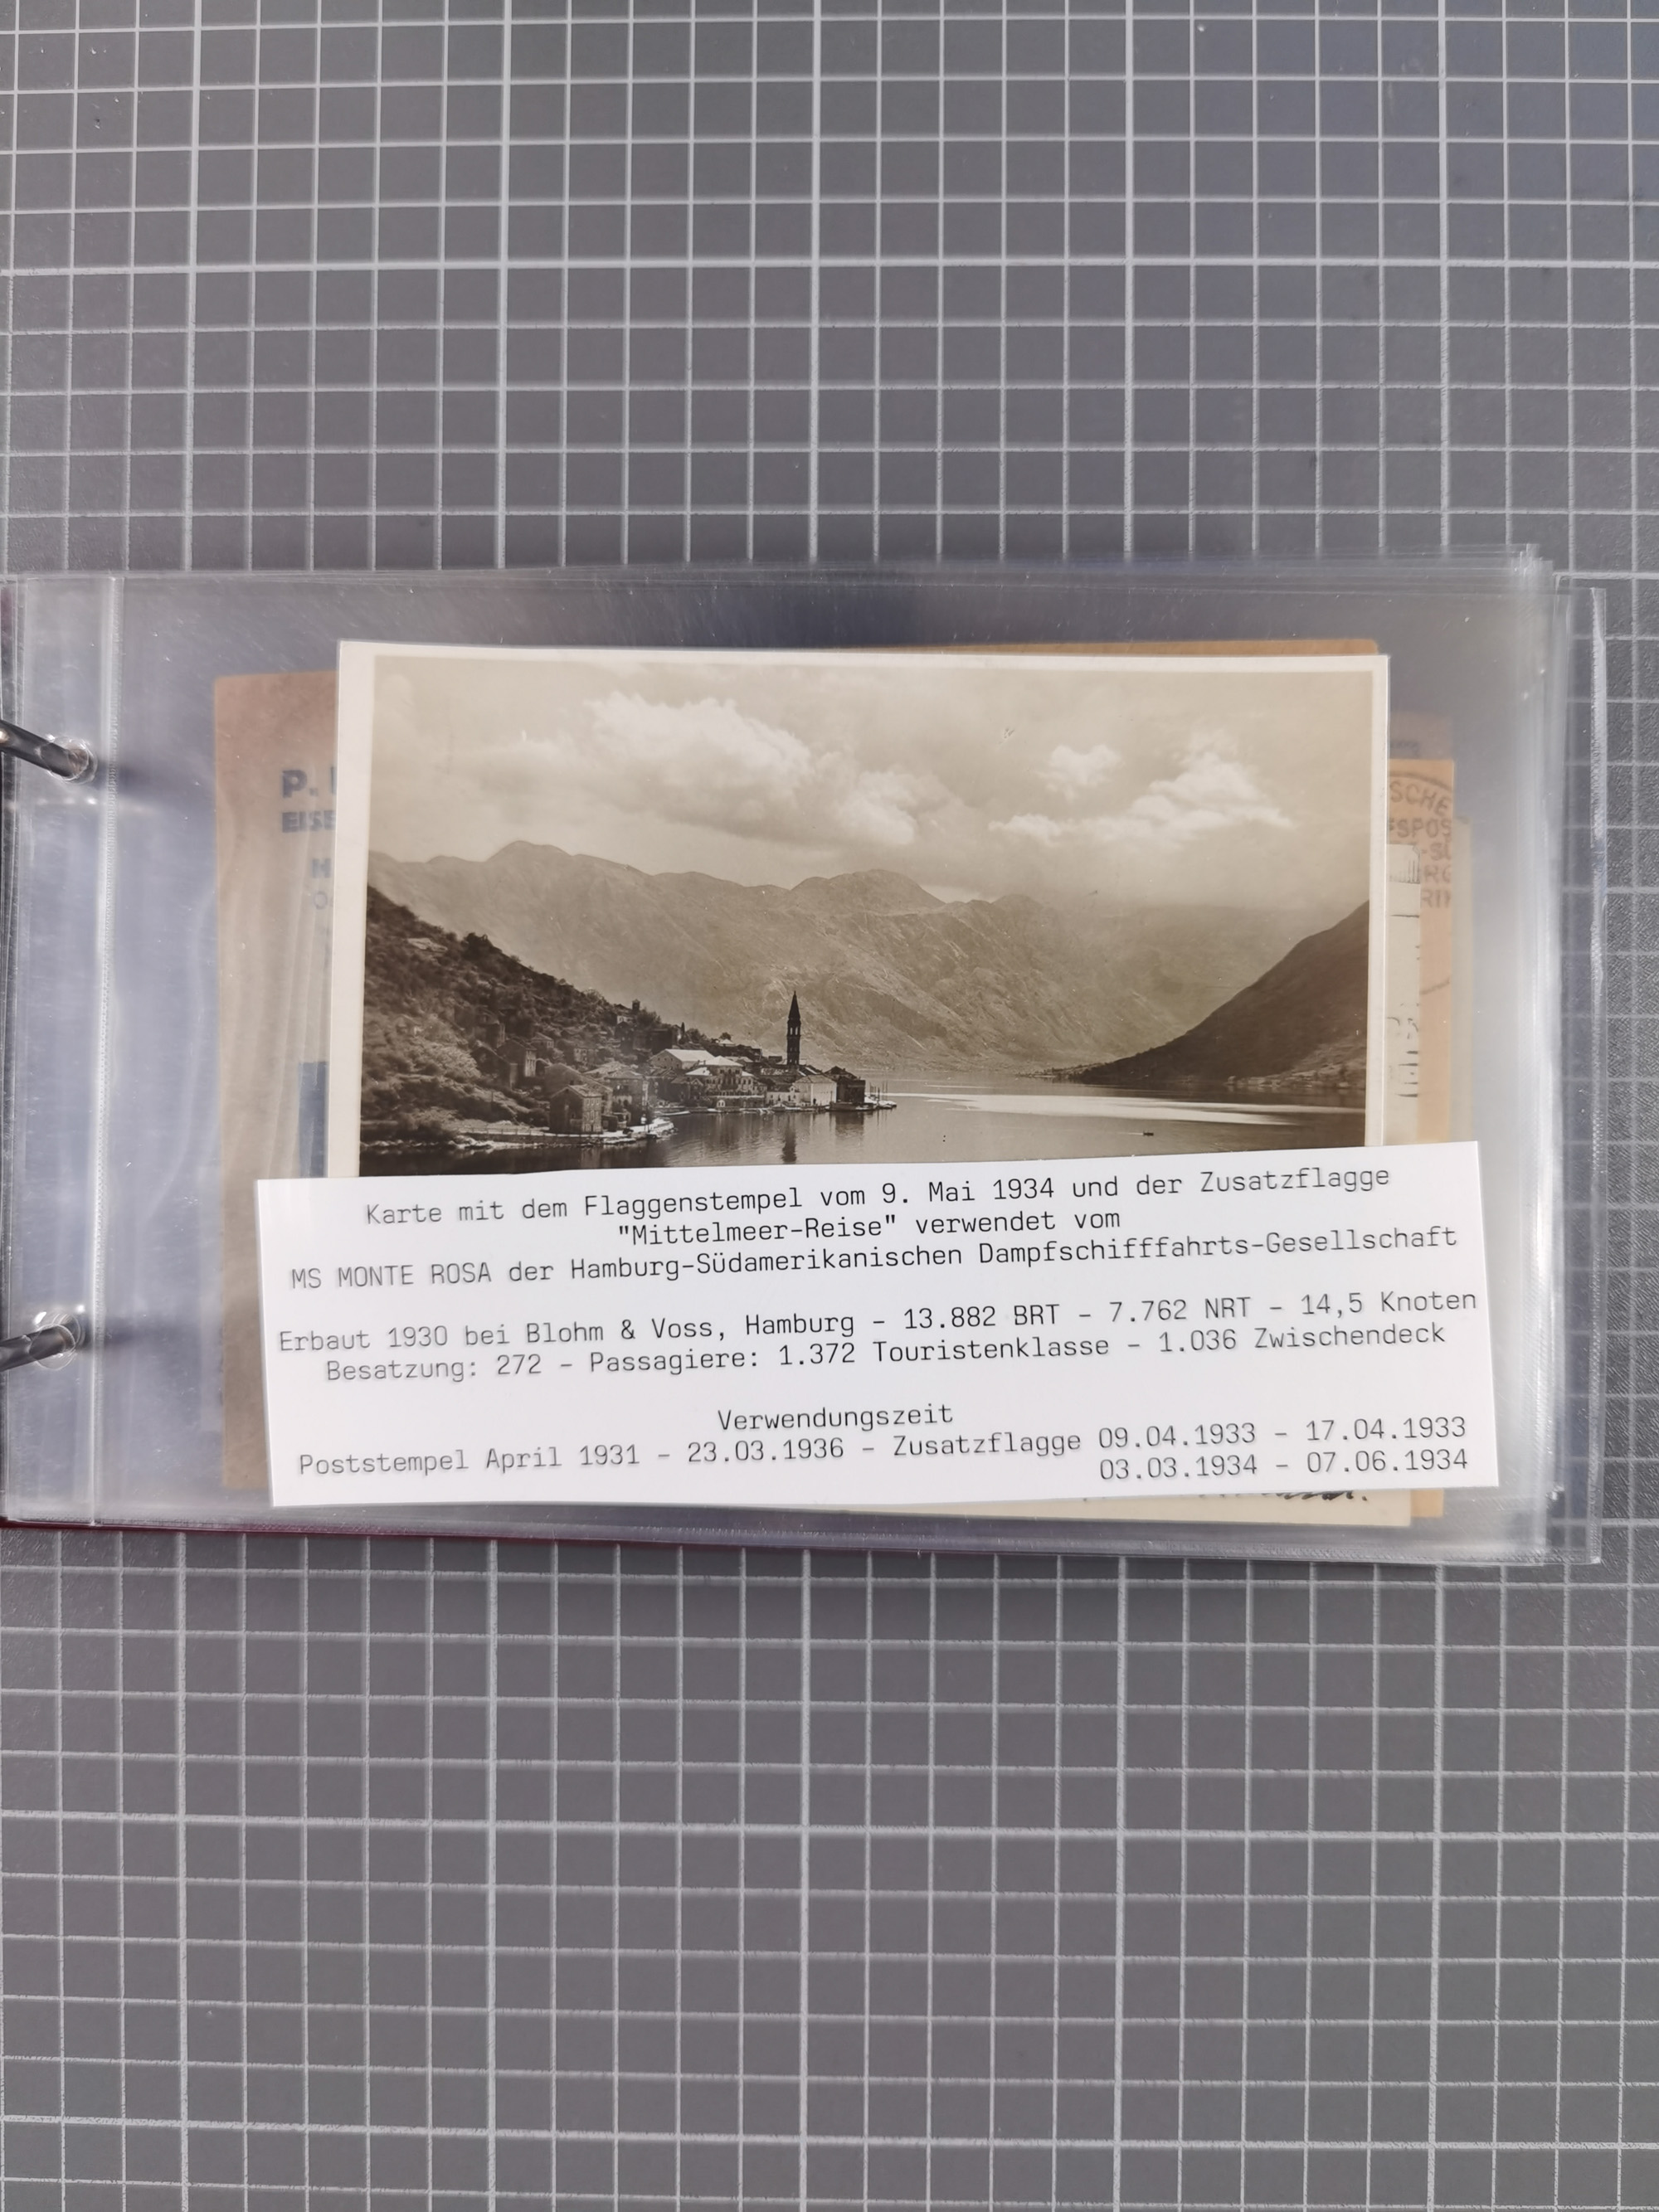 P.
SCHE
SPOS
Karte mit dem Flaggenstempel vom 9. Mai 1934 und der Zusatzflagge
"Mittelmeer-Reise" verwendet vom
MS MONTE ROSA der Hamburg-Südamerikanischen Dampfschifffahrts-Gesellschaft
Erbaut 1930 bei Blohm & Voss, Hamburg - 13.882 BRT - 7.762 NRT - 14,5 Knoten
Besatzung: 272 - Passagiere: 1.372 Touristenklasse - 1.036 Zwischendeck
Verwendungszeit
Poststempel April 1931 - 23.03.1936 - Zusatzflagge 09.04.1933 - 17.04.1933
03.03.1934 - 07.06.1934